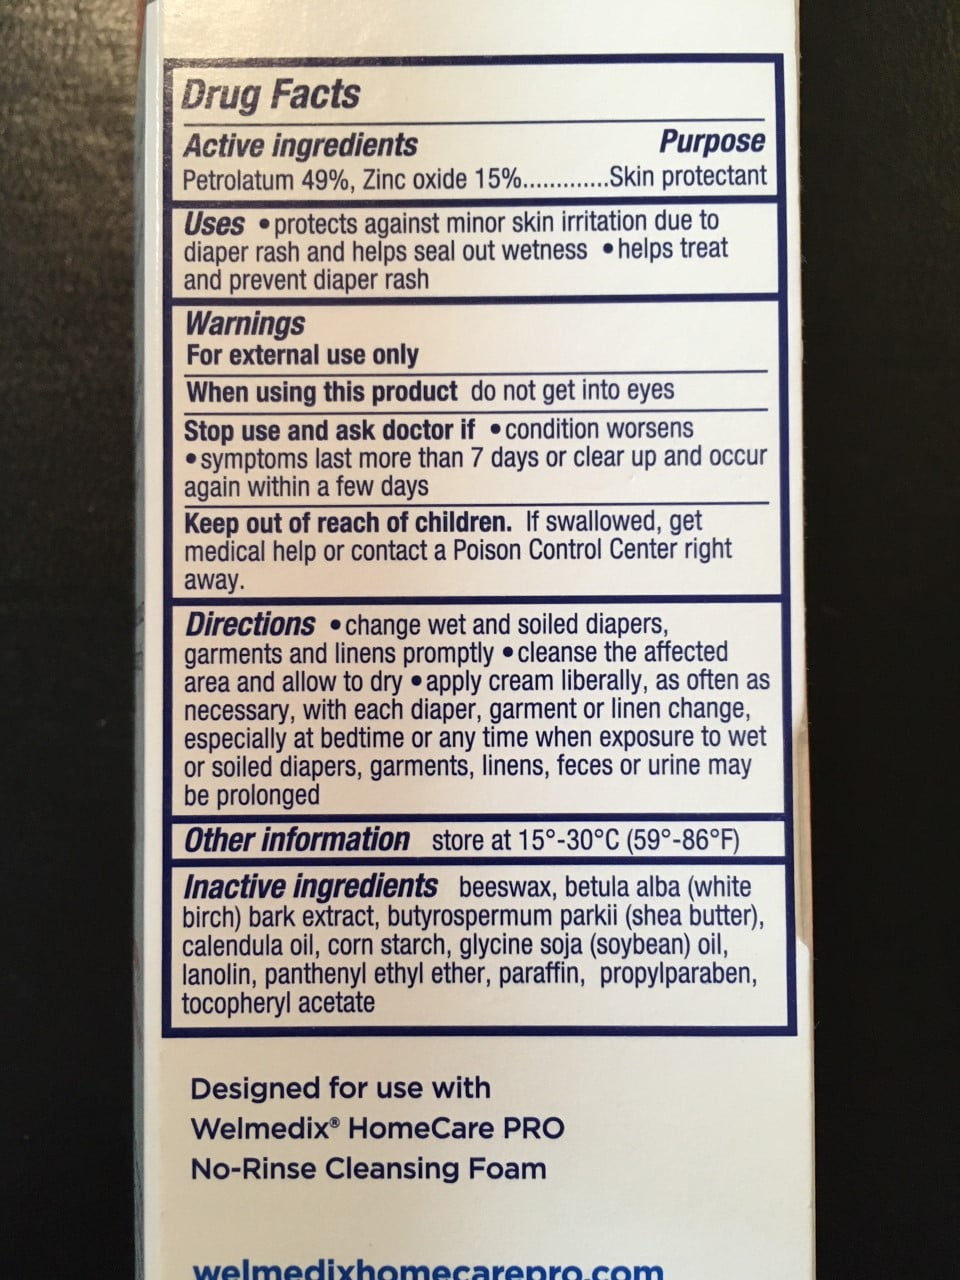 Drug Facts
Active ingredients Purpose
Petrolatum 49%, Zinc oxide 15%.............Skin protectant
Uses • protects against minor skin irritation due to
diaper rash and helps seal out wetness • helps treat
and prevent diaper rash
Warnings
For external use only
When using this product do not get into eyes
Stop use and ask doctor if • condition worsens
• symptoms last more than 7 days or clear up and occur
again within a few days
Keep out of reach of children. If swallowed, get
medical help or contact a Poison Control Center right
away.
Directions • change wet and soiled diapers,
garments and linens promptly • cleanse the affected
area and allow to dry • apply cream liberally, as often as
necessary, with each diaper, garment or linen change,
especially at bedtime or any time when exposure to wet
or soiled diapers, garments, linens, feces or urine may
be prolonged
Other information store at 15°-30°C (59°-86°F)
Inactive ingredients beeswax, betula alba (white
birch) bark extract, butyrospermum parkii (shea butter),
calendula oil, corn starch, glycine soja (soybean) oil,
lanolin, panthenyl ethyl ether, paraffin, propylparaben,
tocopheryl acetate
Designed for use with
Welmedix® HomeCare PRO
No-Rinse Cleansing Foam
welmedixhomecarepro.com